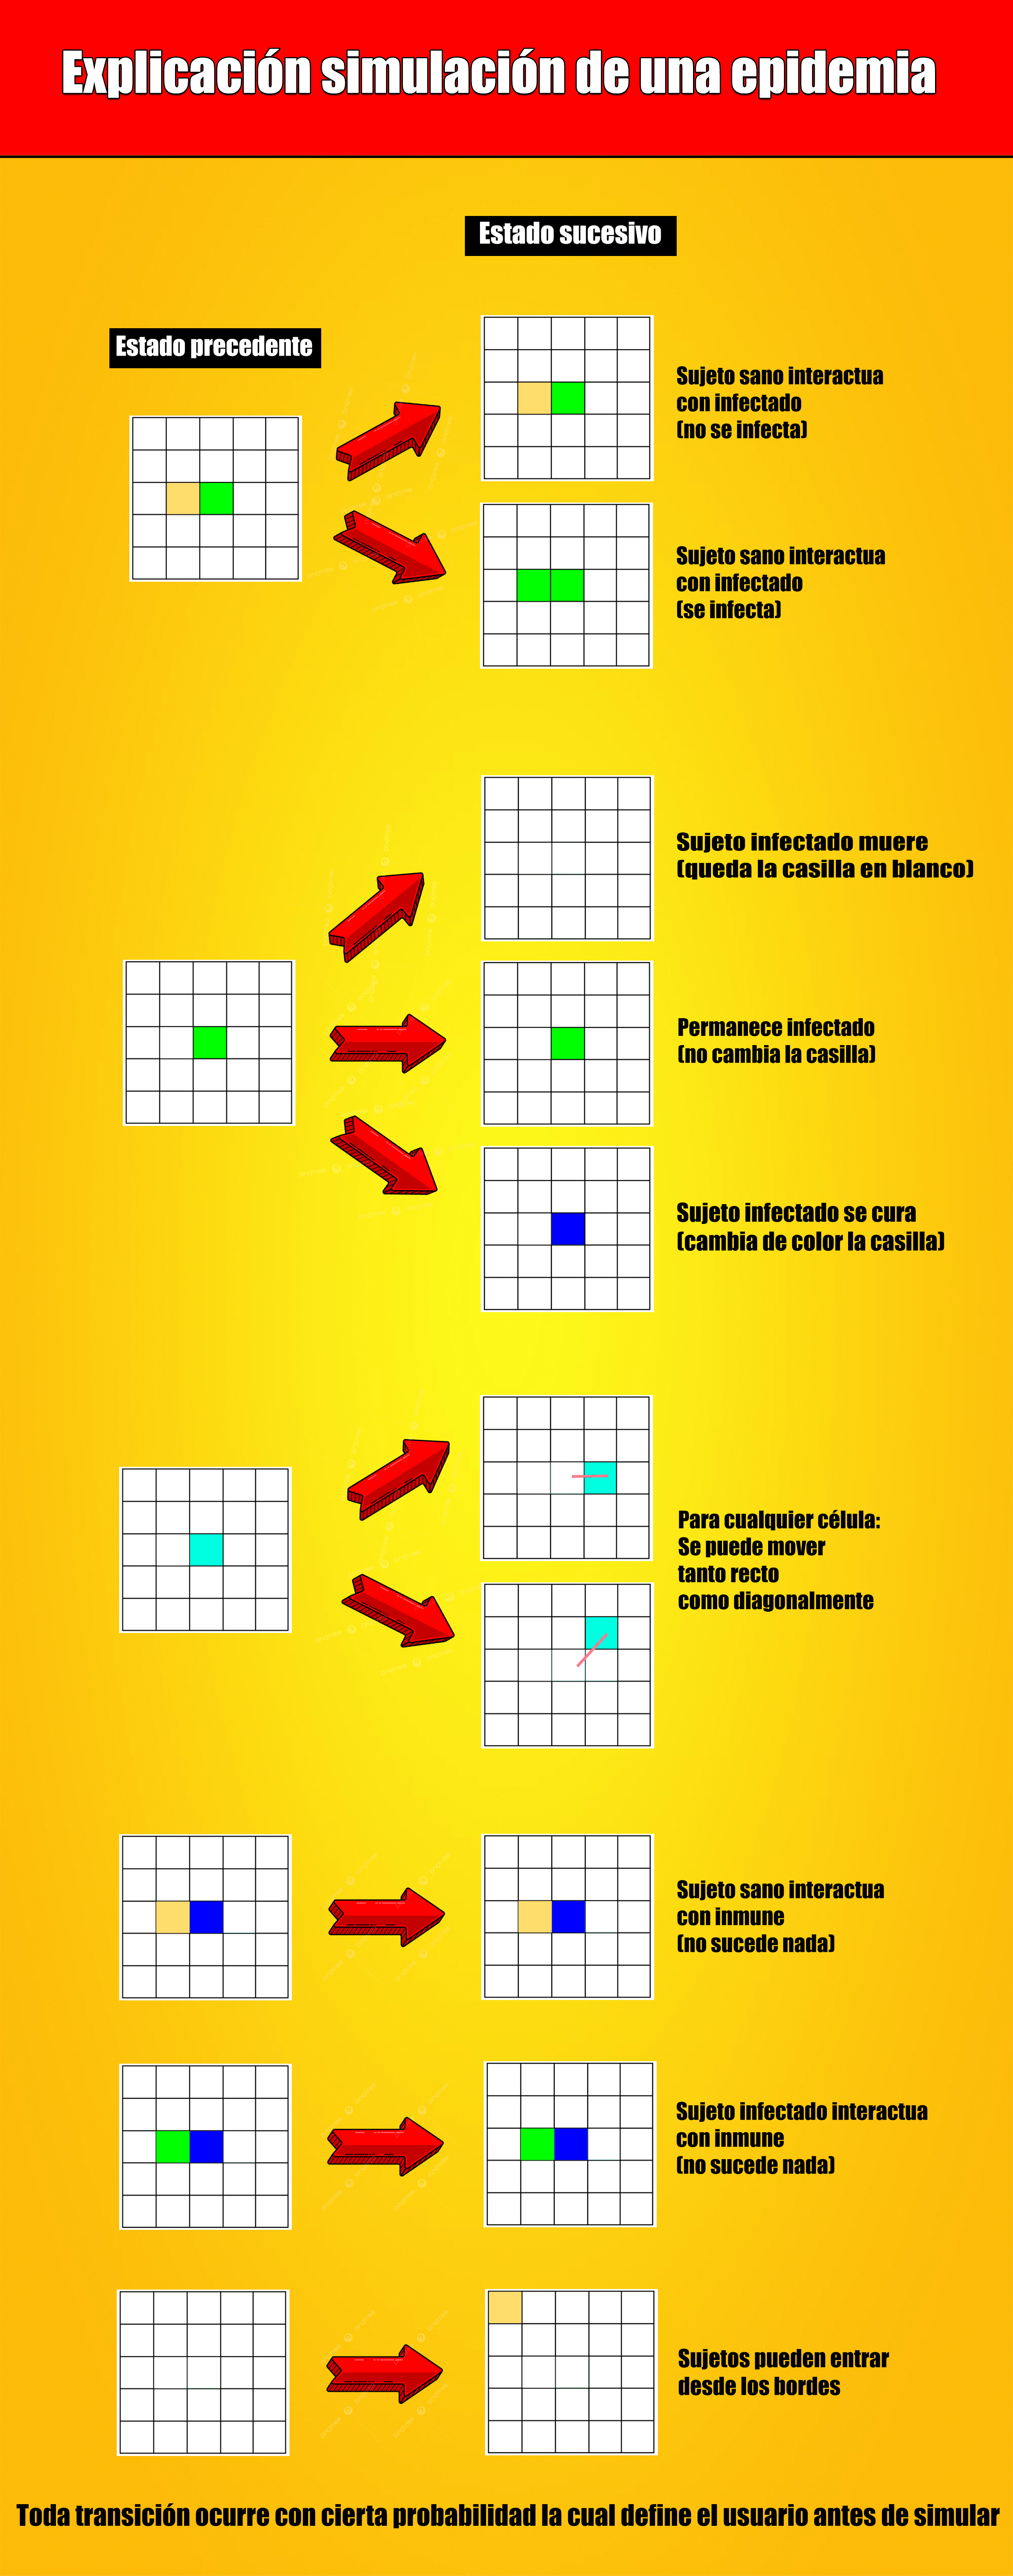 Explicación simulación de una epidemia
Estado sucesivo
Estado precedente
Sujeto sano interactua
con infectado
(no se infecta)
Sujeto sano interactua
con infectado
(se infecta)
Sujeto infectado muere
(queda la casilla en blanco)
Permanece infectado
(no cambia la casilla)
Sujeto infectado se cura
(cambia de color la casilla)
Para cualquier célula:
Se puede mover
tanto recto
como diagonalmente
Sujeto sano interactua
con inmune
(no sucede nada)
Sujeto infectado interactua
con inmune
(no sucede nada)
Sujetos pueden entrar
desde los bordes
Toda transición ocurre con cierta probabilidad la cual define el usuario antes de simular